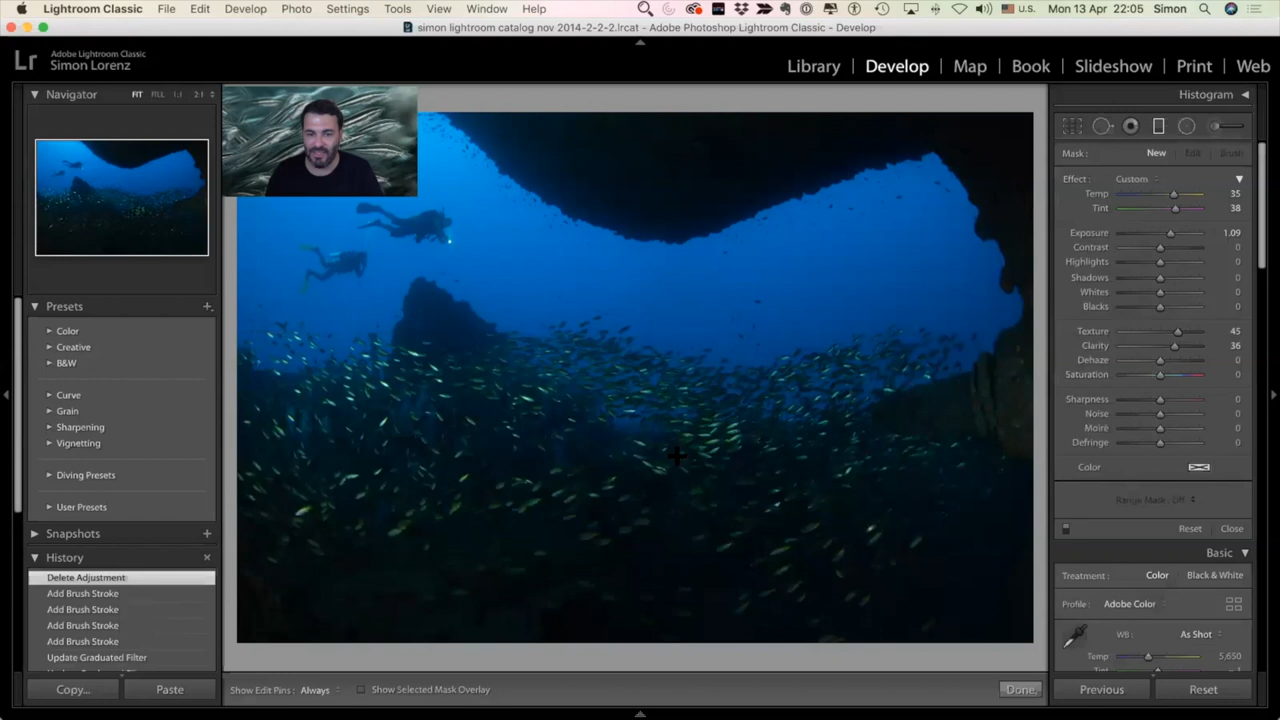 Lightroom Classic File Edit Develop Photo Settings Tools View Window Help U.S. Mon 13 Apr 22:05 Simon
simon lightroom catalog nov 2014-2-2-2.lrcat - Adobe Photoshop Lightroom Classic - Develop
Lr Adobe Lightroom Classic
Simon Lorenz
Library | Develop | Map | Book | Slideshow | Print | Web
Navigator FIT FILL 1:1 2:1
Presets +
Color
Creative
B&W
Curve
Grain
Sharpening
Vignetting
Diving Presets
User Presets
Snapshots +
History ×
Delete Adjustment
Add Brush Stroke
Add Brush Stroke
Add Brush Stroke
Add Brush Stroke
Update Graduated Filter
Copy... Paste
Show Edit Pins: Always Show Selected Mask Overlay Done
Histogram
Mask : New Edit Brush
Effect : Custom
Temp 35
Tint 38
Exposure 1.09
Contrast 0
Highlights 0
Shadows 0
Whites 0
Blacks 0
Texture 45
Clarity 36
Dehaze 0
Saturation 0
Sharpness 0
Noise 0
Moiré 0
Defringe 0
Color
Range Mask : Off
Reset Close
Basic
Treatment : Color Black & White
Profile : Adobe Color
WB : As Shot
Temp 5,650
Previous Reset